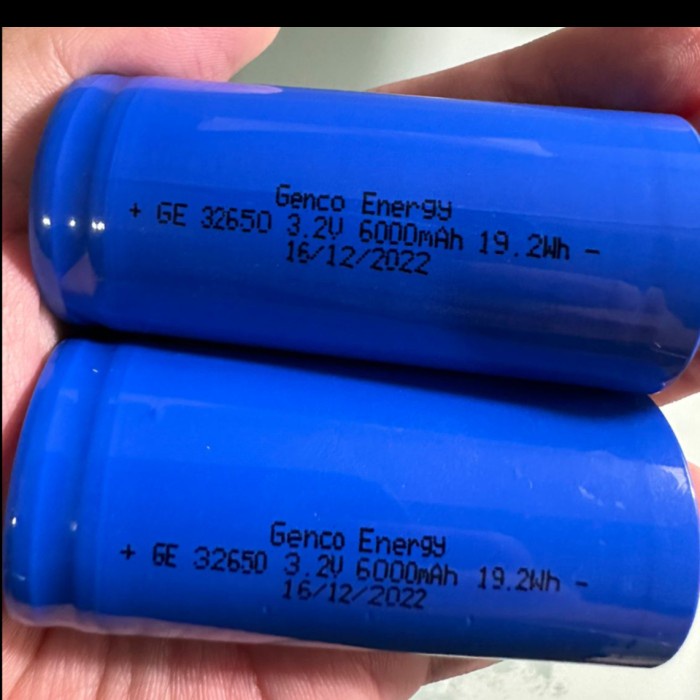 Genco Energy
+ GE 32650 3.2V 6000mAh 19.2Wh -
16/12/2022
Genco Energy
+ GE 32650 3.2V 6000mAh 19.2Wh -
16/12/2022